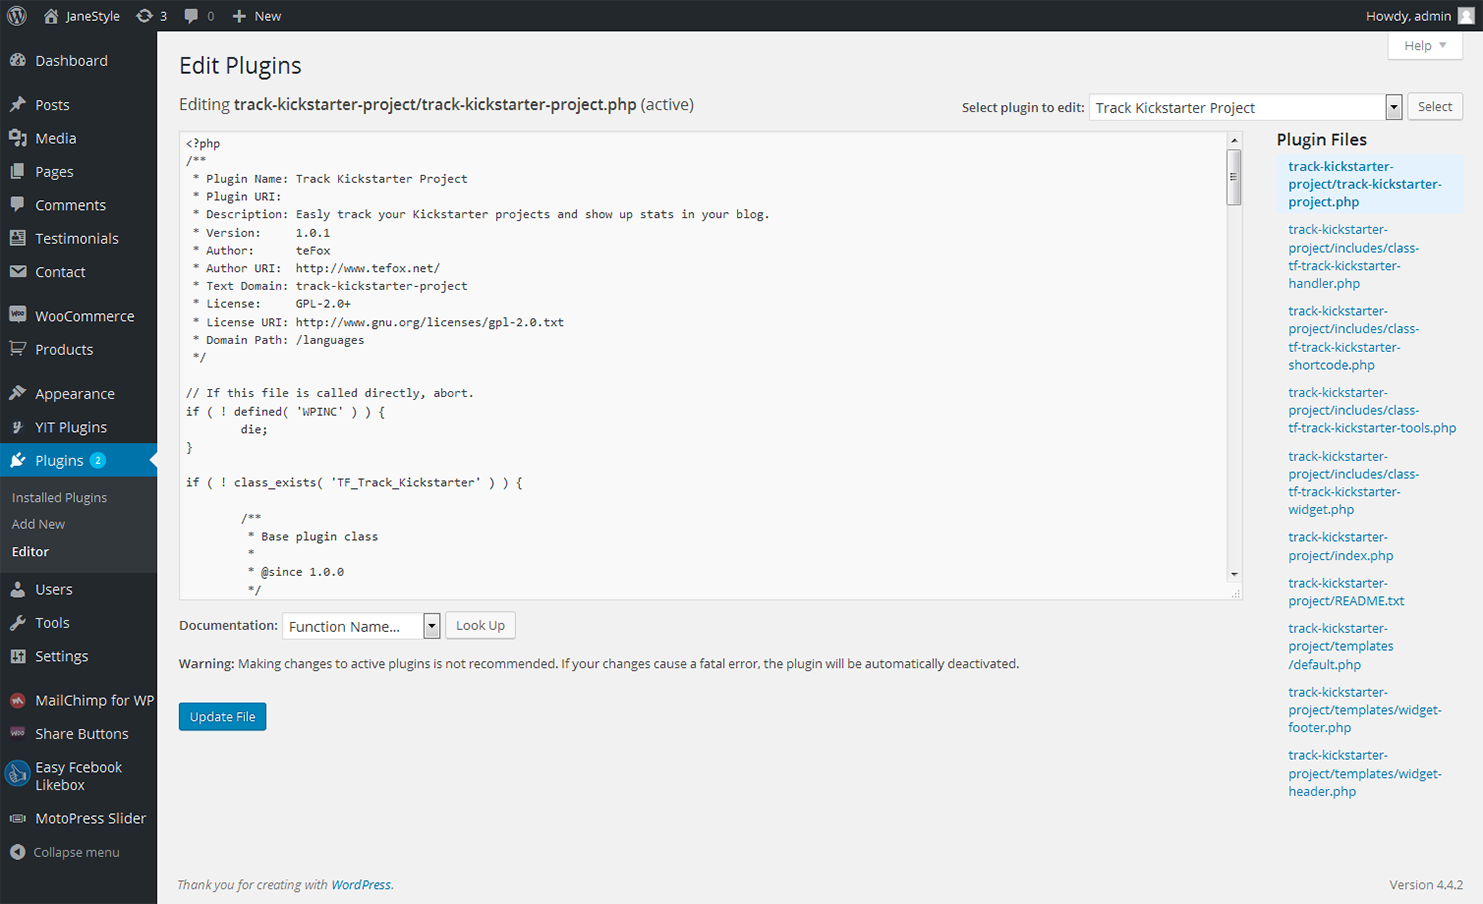 JaneStyle 3 0 New Howdy, admin
Help
Dashboard
Posts
Media
Pages
Comments
Testimonials
Contact
WooCommerce
Products
Appearance
YIT Plugins
Plugins 2
Installed Plugins
Add New
Editor
Users
Tools
Settings
MailChimp for WP
Share Buttons
Easy Fcebook
Likebox
MotoPress Slider
Collapse menu
Edit Plugins
Editing track-kickstarter-project/track-kickstarter-project.php (active)
Select plugin to edit: Track Kickstarter Project Select
<?php
/**
 * Plugin Name: Track Kickstarter Project
 * Plugin URI:
 * Description: Easly track your Kickstarter projects and show up stats in your blog.
 * Version:     1.0.1
 * Author:      teFox
 * Author URI:  http://www.tefox.net/
 * Text Domain: track-kickstarter-project
 * License:     GPL-2.0+
 * License URI: http://www.gnu.org/licenses/gpl-2.0.txt
 * Domain Path: /languages
 */
// If this file is called directly, abort.
if ( ! defined( 'WPINC' ) ) {
        die;
}
if ( ! class_exists( 'TF_Track_Kickstarter' ) ) {
        /**
         * Base plugin class
         *
         * @since 1.0.0
         */
Documentation: Function Name... Look Up
Warning: Making changes to active plugins is not recommended. If your changes cause a fatal error, the plugin will be automatically deactivated.
Update File
Plugin Files
track-kickstarter-
project/track-kickstarter-
project.php
track-kickstarter-
project/includes/class-
tf-track-kickstarter-
handler.php
track-kickstarter-
project/includes/class-
tf-track-kickstarter-
shortcode.php
track-kickstarter-
project/includes/class-
tf-track-kickstarter-tools.php
track-kickstarter-
project/includes/class-
tf-track-kickstarter-
widget.php
track-kickstarter-
project/index.php
track-kickstarter-
project/README.txt
track-kickstarter-
project/templates
/default.php
track-kickstarter-
project/templates/widget-
footer.php
track-kickstarter-
project/templates/widget-
header.php
Thank you for creating with WordPress.
Version 4.4.2